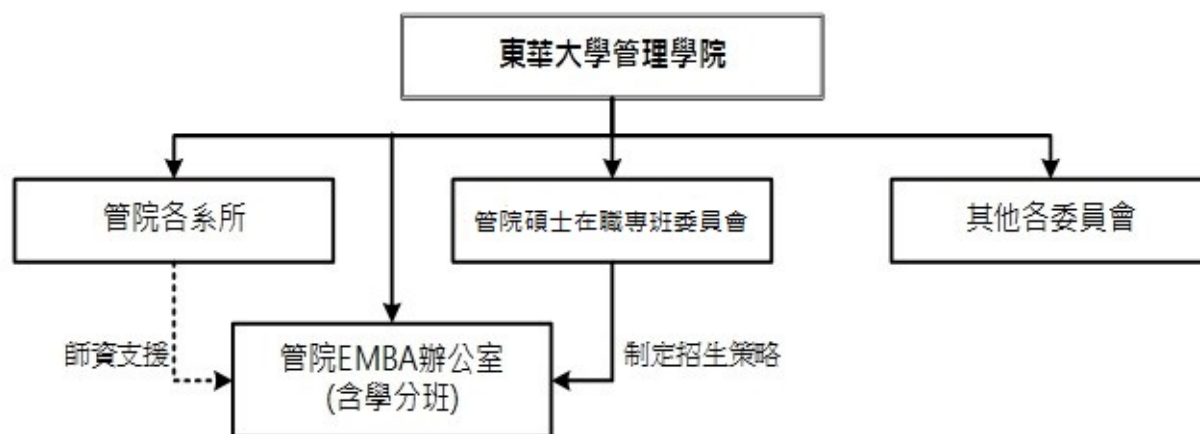 東華大學管理學院
管院各系所
管院碩士在職專班委員會
其他各委員會
師資支援
管院EMBA辦公室
(含學分班)
制定招生策略